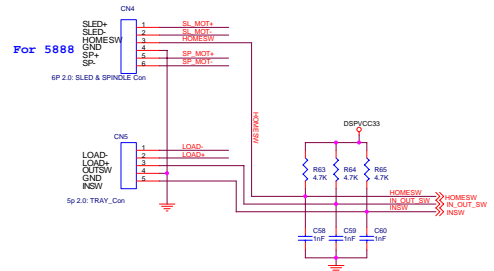 CN4
For 5888
SLED+ 1 SL_MOT+
SLED- 2 SL_MOT-
HOMESW 3 HOMESW
GND 4
SP+ 5 SP_MOT+
SP- 6 SP_MOT-
6P 2.0: SLED & SPINDLE Con
HOMESW
DSPVCC33
CN5
LOAD- 1 LOAD-
LOAD+ 2 LOAD+
OUTSW 3
GND 4
INSW 5
5p 2.0: TRAY_Con
R63 R64 R65
4.7K 4.7K 4.7K
HOMESW HOMESW
IN_OUT_SW IN_OUT_SW
INSW INSW
C58 C59 C60
1nF 1nF 1nF